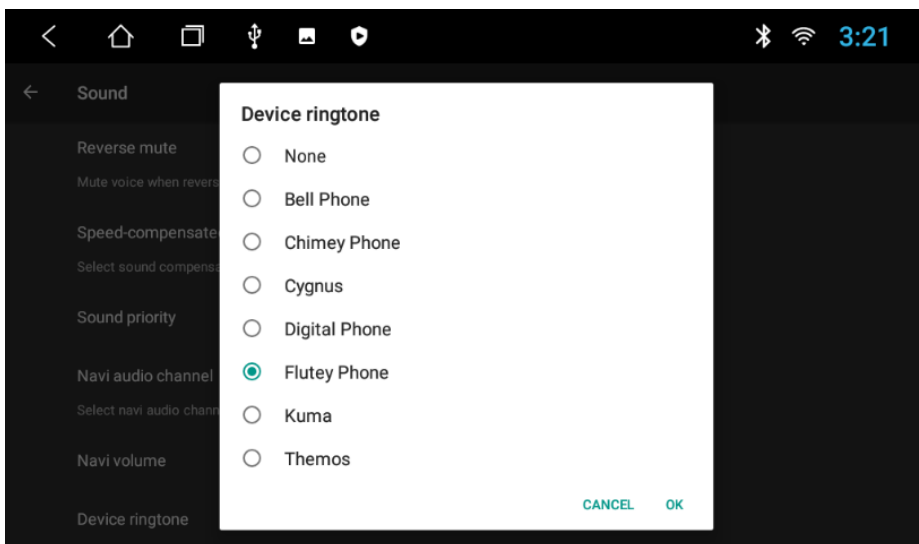 3:21
Sound
Device ringtone
Reverse mute
None
Mute voice when revers
Bell Phone
Speed-compensate
Chimey Phone
Select sound compensa
Cygnus
Sound priority
Digital Phone
Navi audio channel
Flutey Phone
Select navi audio chann
Kuma
Navi volume
Themos
CANCEL OK
Device ringtone